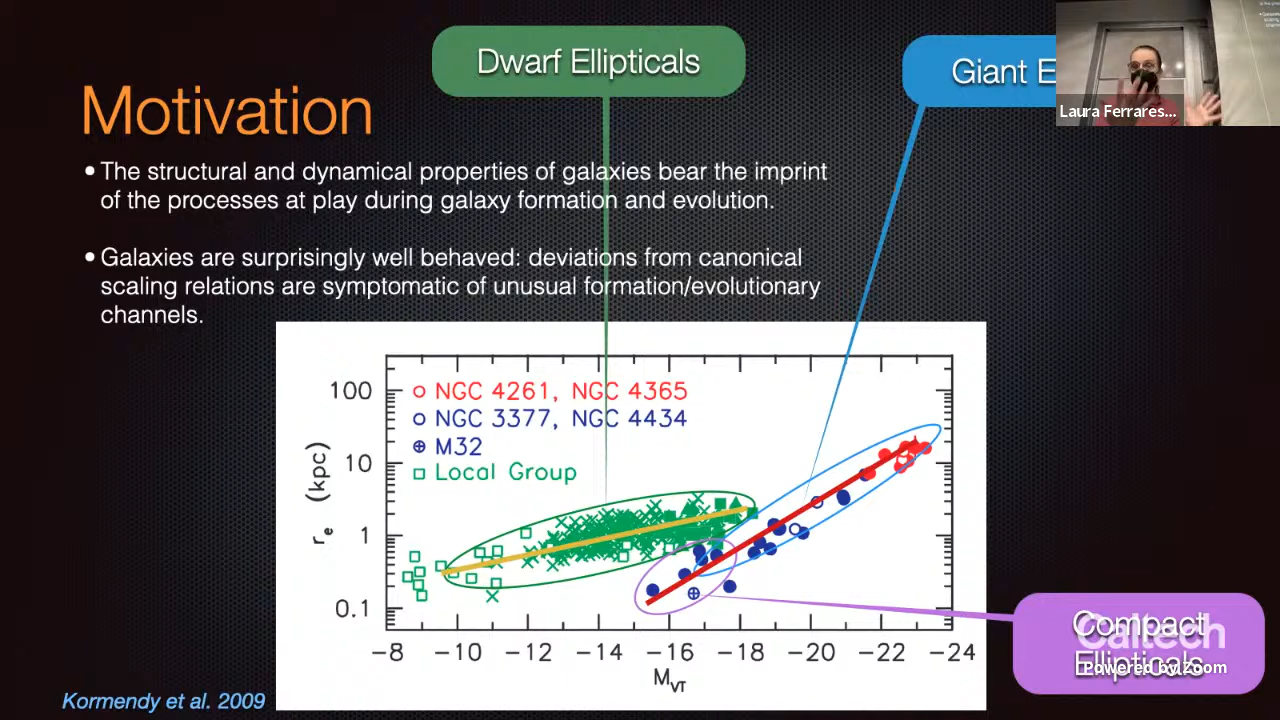 Dwarf Ellipticals
Giant E
Laura Ferrares...
Motivation
• The structural and dynamical properties of galaxies bear the imprint
of the processes at play during galaxy formation and evolution.
• Galaxies are surprisingly well behaved: deviations from canonical
scaling relations are symptomatic of unusual formation/evolutionary
channels.
NGC 4261, NGC 4365
NGC 3377, NGC 4434
M32
Local Group
100
10
1
0.1
r_e (kpc)
-8 -10 -12 -14 -16 -18 -20 -22 -24
M_VT
Compact
Ellipticals
Caltech
Powered by Zoom
Kormendy et al. 2009